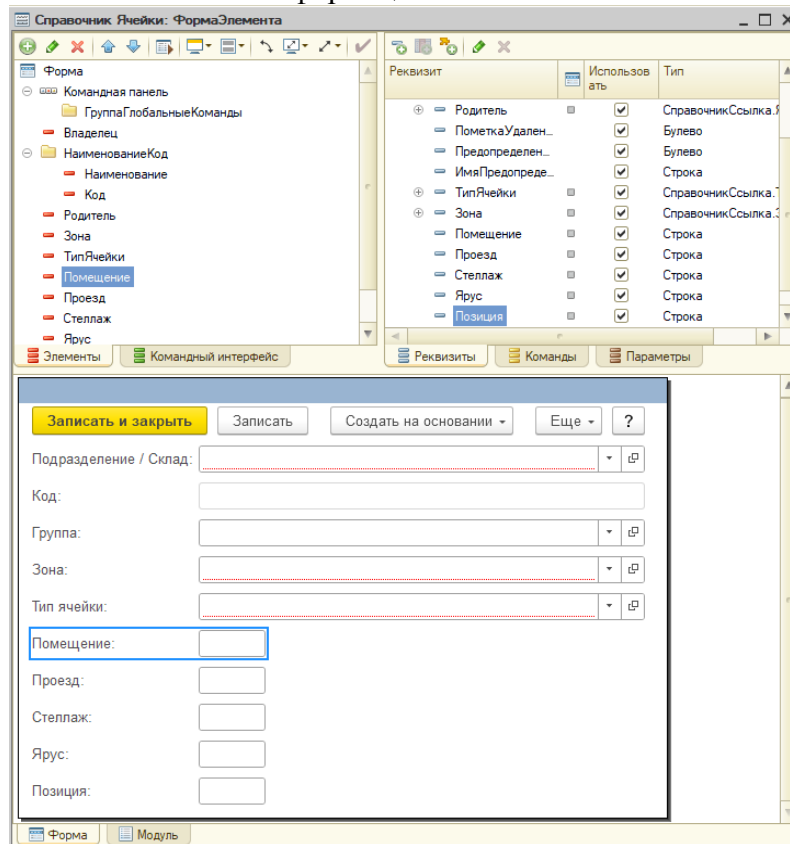 Справочник Ячейки: ФормаЭлемента
Форма
Командная панель
ГруппаГлобальныеКоманды
Владелец
НаименованиеКод
Наименование
Код
Родитель
Зона
ТипЯчейки
Помещение
Проезд
Стеллаж
Ярус
Элементы
Командный интерфейс
Реквизит
Использовать
Тип
Родитель СправочникСсылка.Я
ПометкаУдален... Булево
Предопределен... Булево
ИмяПредопреде... Строка
ТипЯчейки СправочникСсылка.Т
Зона СправочникСсылка.З
Помещение Строка
Проезд Строка
Стеллаж Строка
Ярус Строка
Позиция Строка
Реквизиты
Команды
Параметры
Записать и закрыть Записать Создать на основании Еще ?
Подразделение / Склад:
Код:
Группа:
Зона:
Тип ячейки:
Помещение:
Проезд:
Стеллаж:
Ярус:
Позиция:
Форма
Модуль